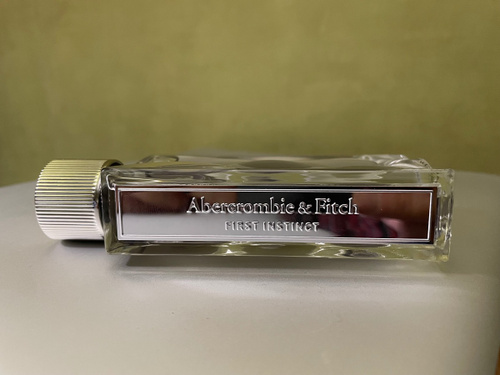 Abercrombie & Fitch
FIRST INSTINCT